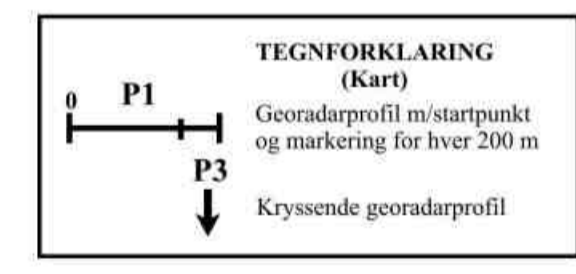 TEGNFORKLARING
(Kart)
0 P1
Georadarprofil m/startpunkt
og markering for hver 200 m
P3
Kryssende georadarprofil